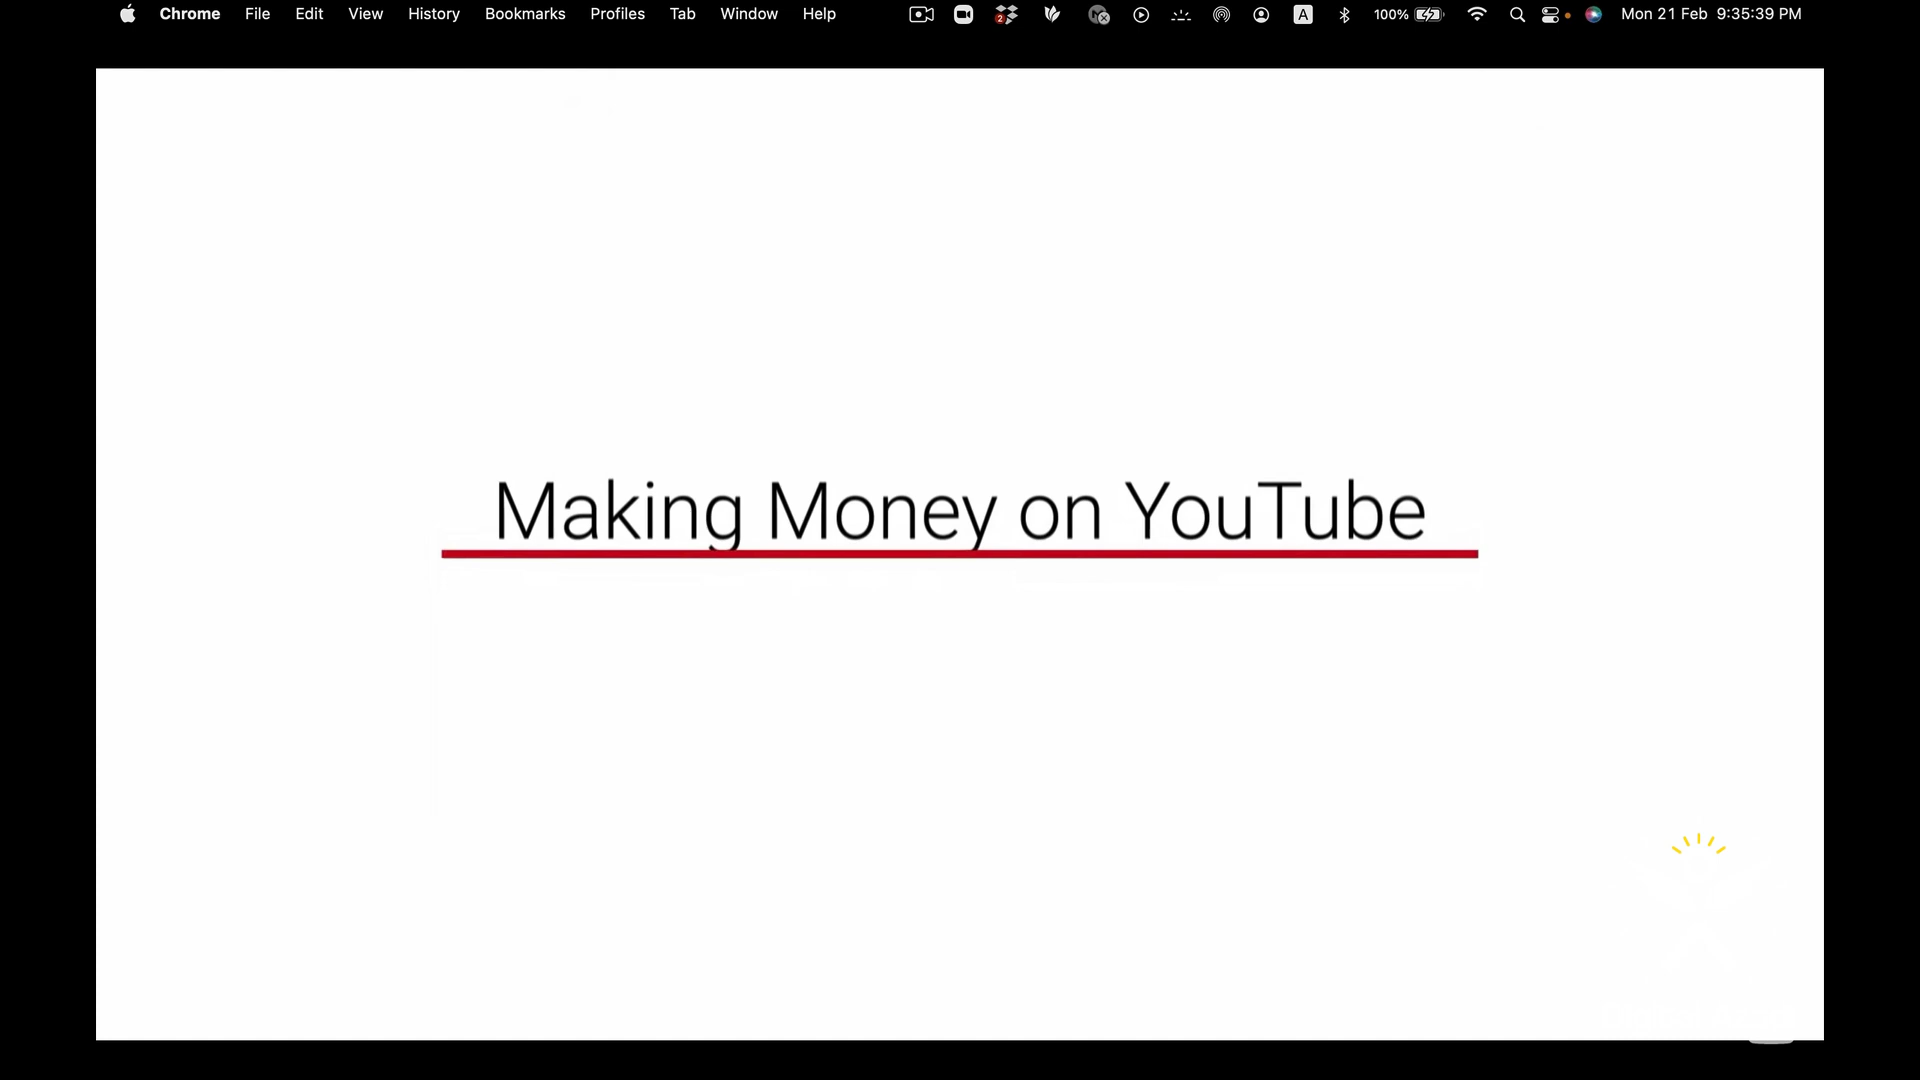 Chrome File Edit View History Bookmarks Profiles Tab Window Help 2 A 100% Mon 21 Feb 9:35:39 PM
Making Money on YouTube